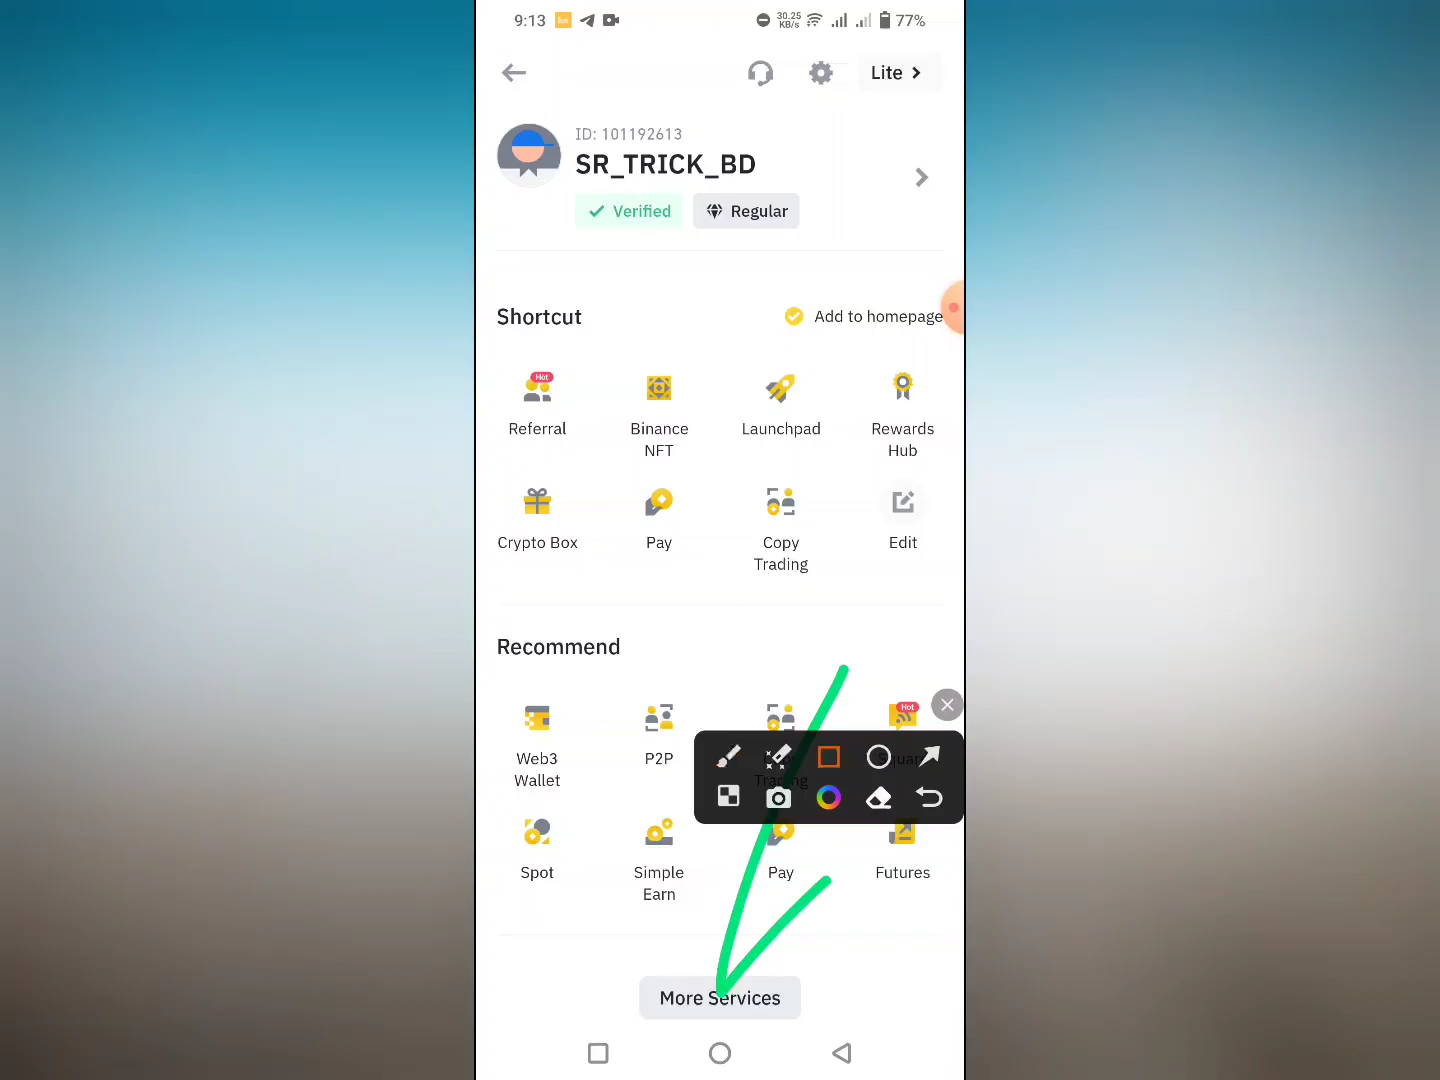 9:13
30.25
KB/s
77%
Lite
ID: 101192613
SR_TRICK_BD
Verified
Regular
Shortcut
Add to homepage
Hot
Referral
Binance
NFT
Launchpad
Rewards
Hub
Crypto Box
Pay
Copy
Trading
Edit
Recommend
Hot
Web3
Wallet
P2P
Trading
Spot
Simple
Earn
Pay
Futures
More Services